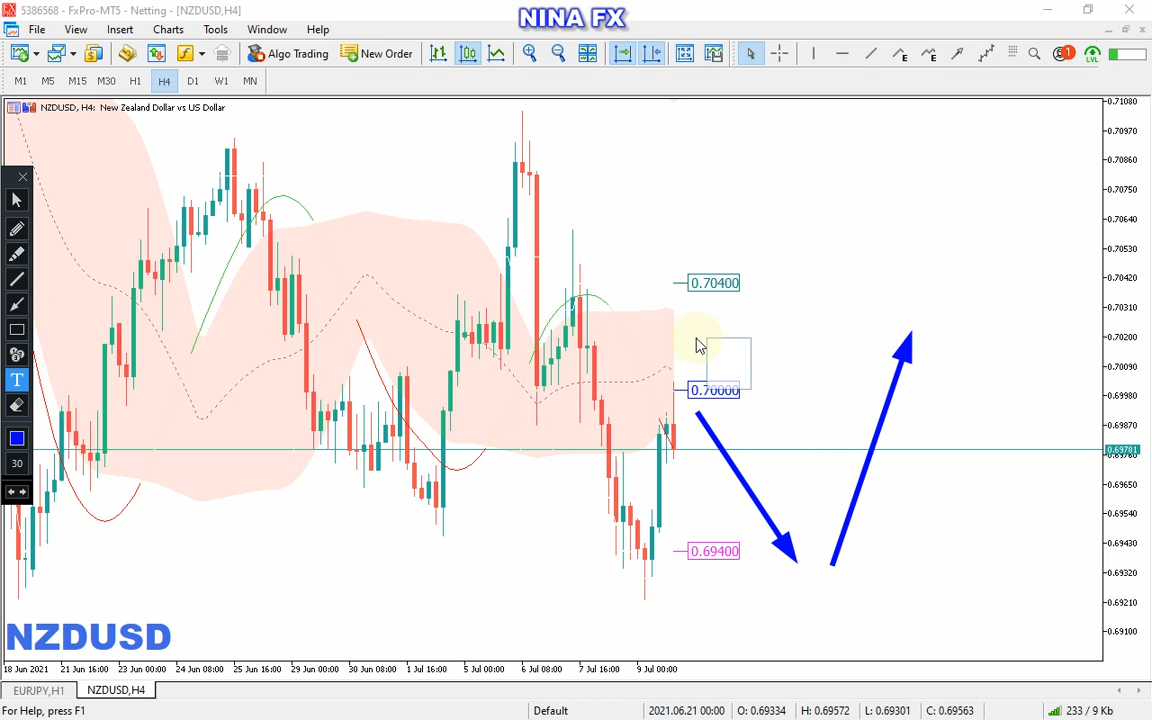 5386568 - FxPro-MT5 - Netting - [NZDUSD,H4]
NINA FX
File View Insert Charts Tools Window Help
Algo Trading New Order E E 1 LVL
M1 M5 M15 M30 H1 H4 D1 W1 MN
NZDUSD, H4: New Zealand Dollar vs US Dollar
0.71080
0.70970
0.70860
0.70750
0.70640
0.70530
0.70420
0.70400
0.70310
0.70200
0.70090
0.70000
0.69980
0.69870
0.69781
0.69650
0.69540
0.69400
0.69430
0.69320
0.69210
0.69100
T
30
NZDUSD
18 Jun 2021 21 Jun 16:00 23 Jun 00:00 24 Jun 08:00 25 Jun 16:00 29 Jun 00:00 30 Jun 08:00 1 Jul 16:00 5 Jul 00:00 6 Jul 08:00 7 Jul 16:00 9 Jul 00:00
EURJPY,H1 NZDUSD,H4
For Help, press F1 Default 2021.06.21 00:00 O: 0.69334 H: 0.69572 L: 0.69301 C: 0.69563 233 / 9 Kb